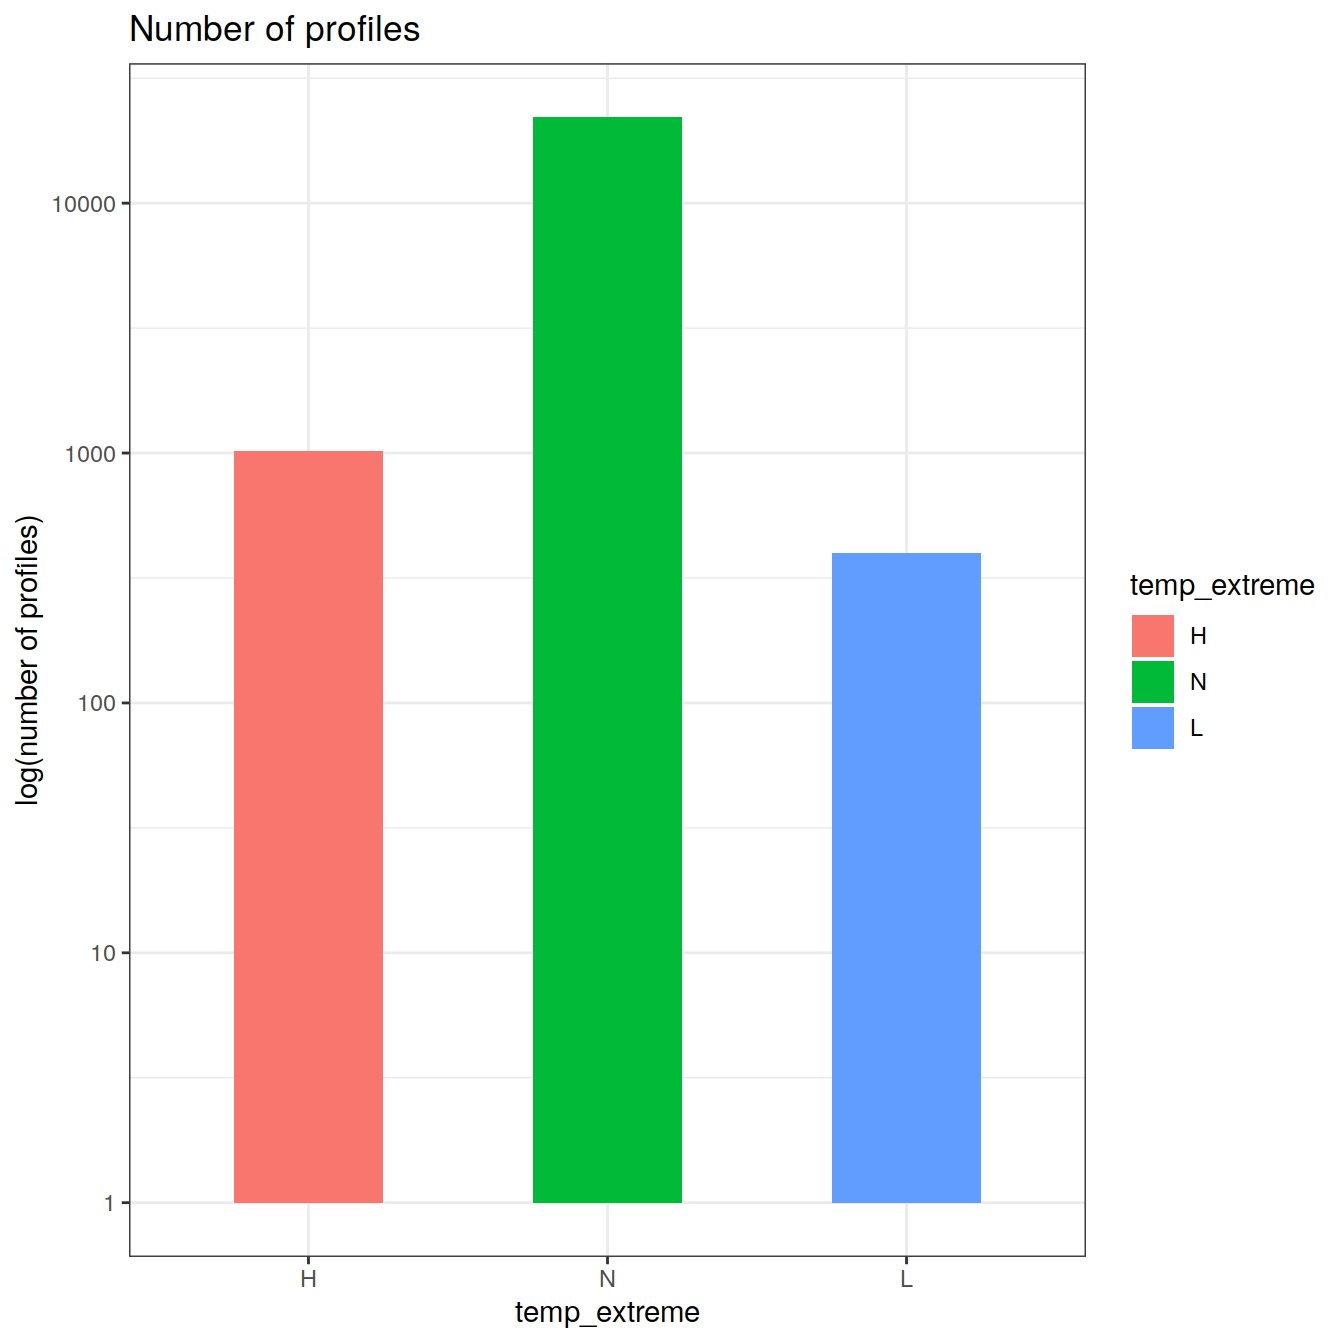 Number of profiles
10000
1000
100
10
1
log(number of profiles)
H
N
L
temp_extreme
temp_extreme
H
N
L